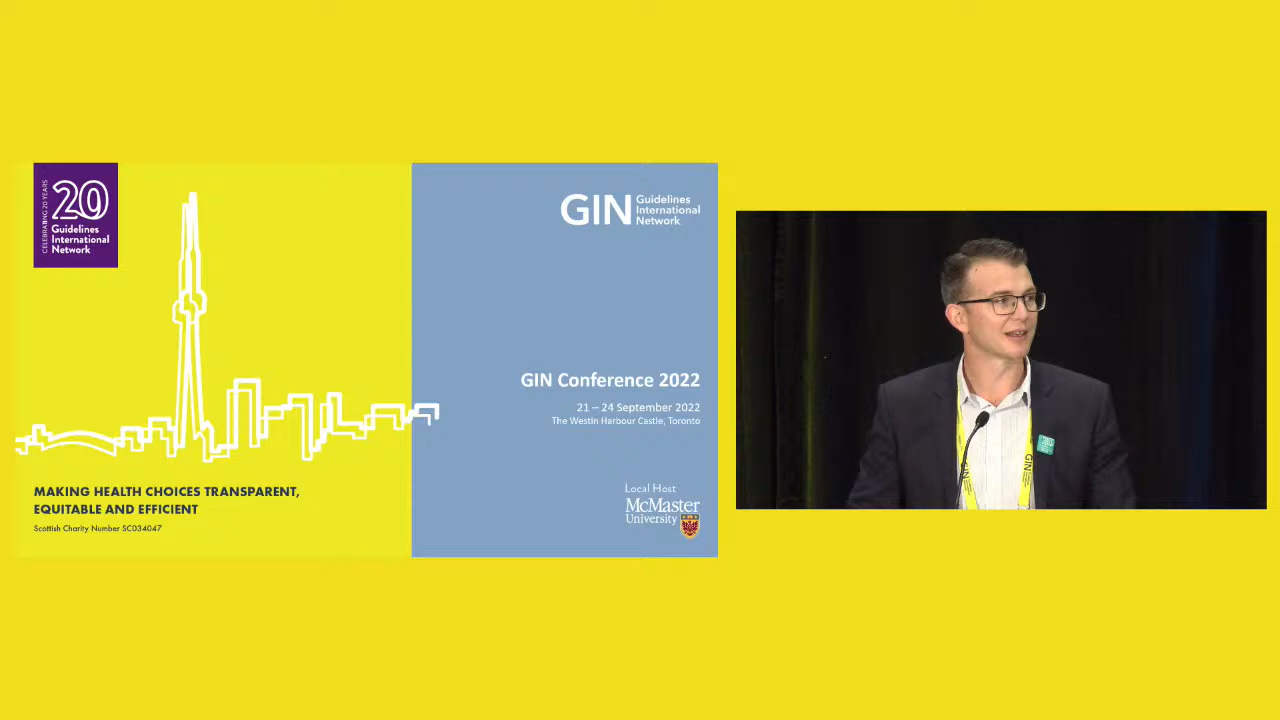 CELEBRATING 20 YEARS
20
Guidelines
International
Network
MAKING HEALTH CHOICES TRANSPARENT,
EQUITABLE AND EFFICIENT
Scottish Charity Number SC034047
GIN Guidelines
International
Network
GIN Conference 2022
21 – 24 September 2022
The Westin Harbour Castle, Toronto
Local Host
McMaster
University
GIN